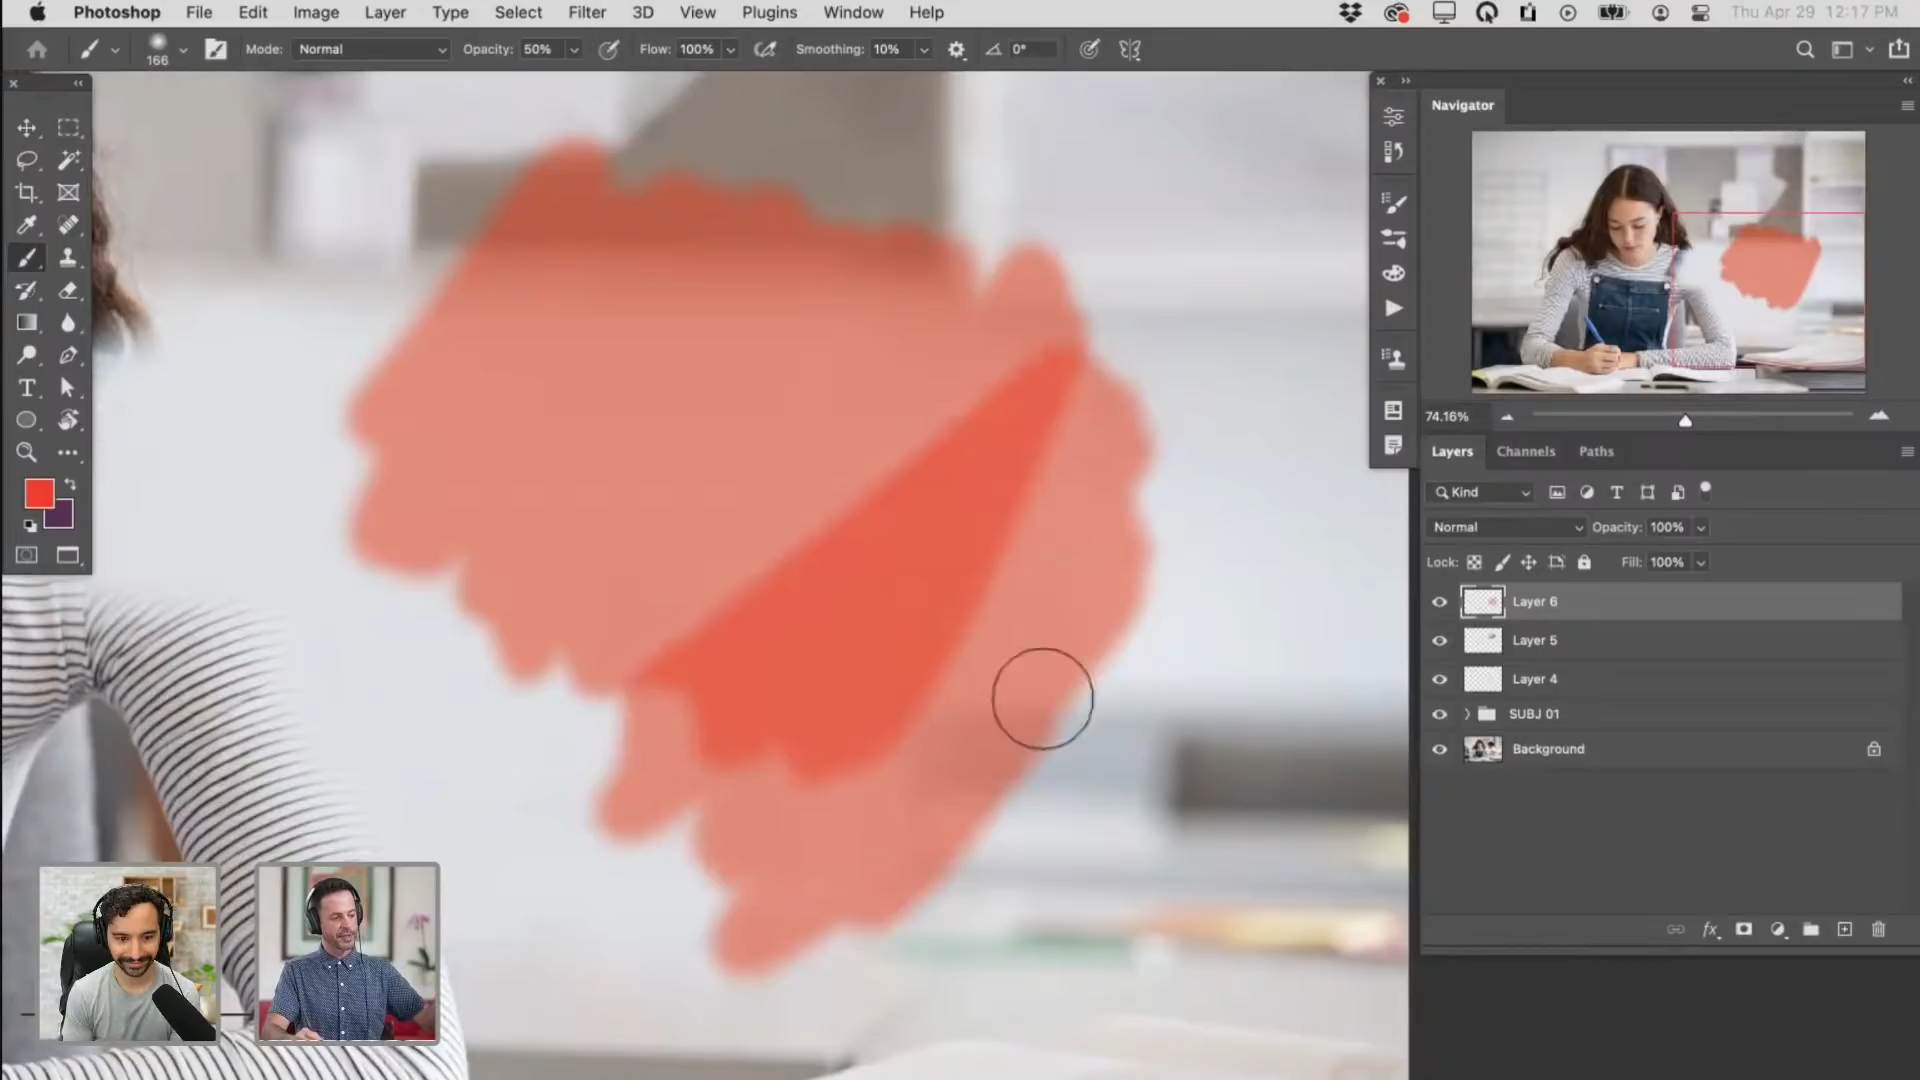 Photoshop File Edit Image Layer Type Select Filter 3D View Plugins Window Help Thu Apr 29 12:17 PM
166 Mode: Normal Opacity: 50% Flow: 100% Smoothing: 10% 0°
Navigator
74.16%
Layers Channels Paths
Kind
Normal Opacity: 100%
Lock: Fill: 100%
Layer 6
Layer 5
Layer 4
SUBJ 01
Background
fx